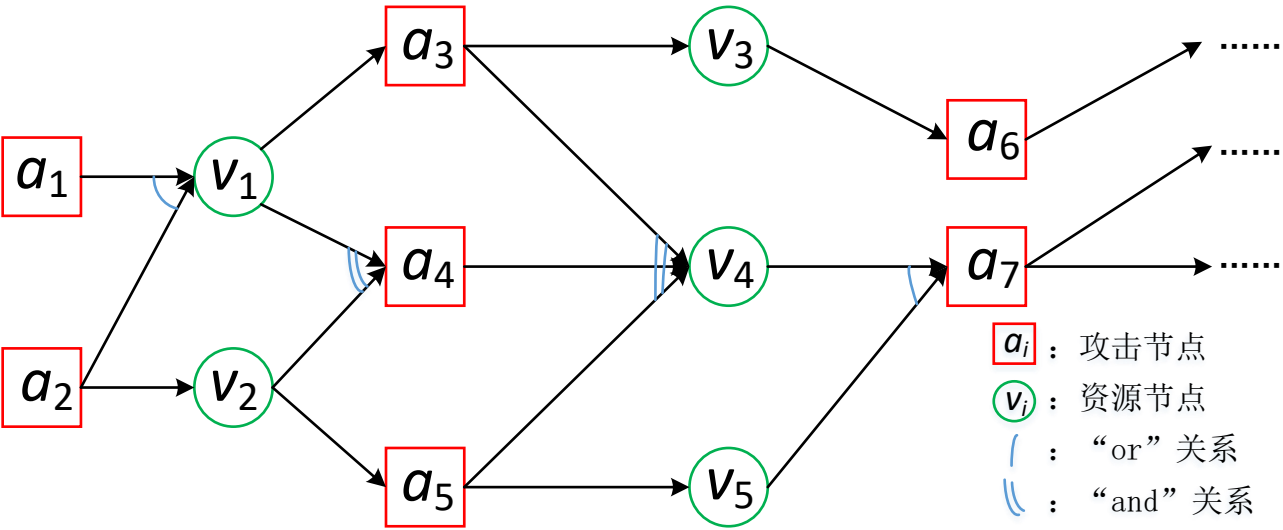 a3
v3
a1
v1
a6
......
......
a4
v4
a7
......
a2
v2
a5
v5
ai ：攻击节点
vi ：资源节点
：“or”关系
：“and”关系